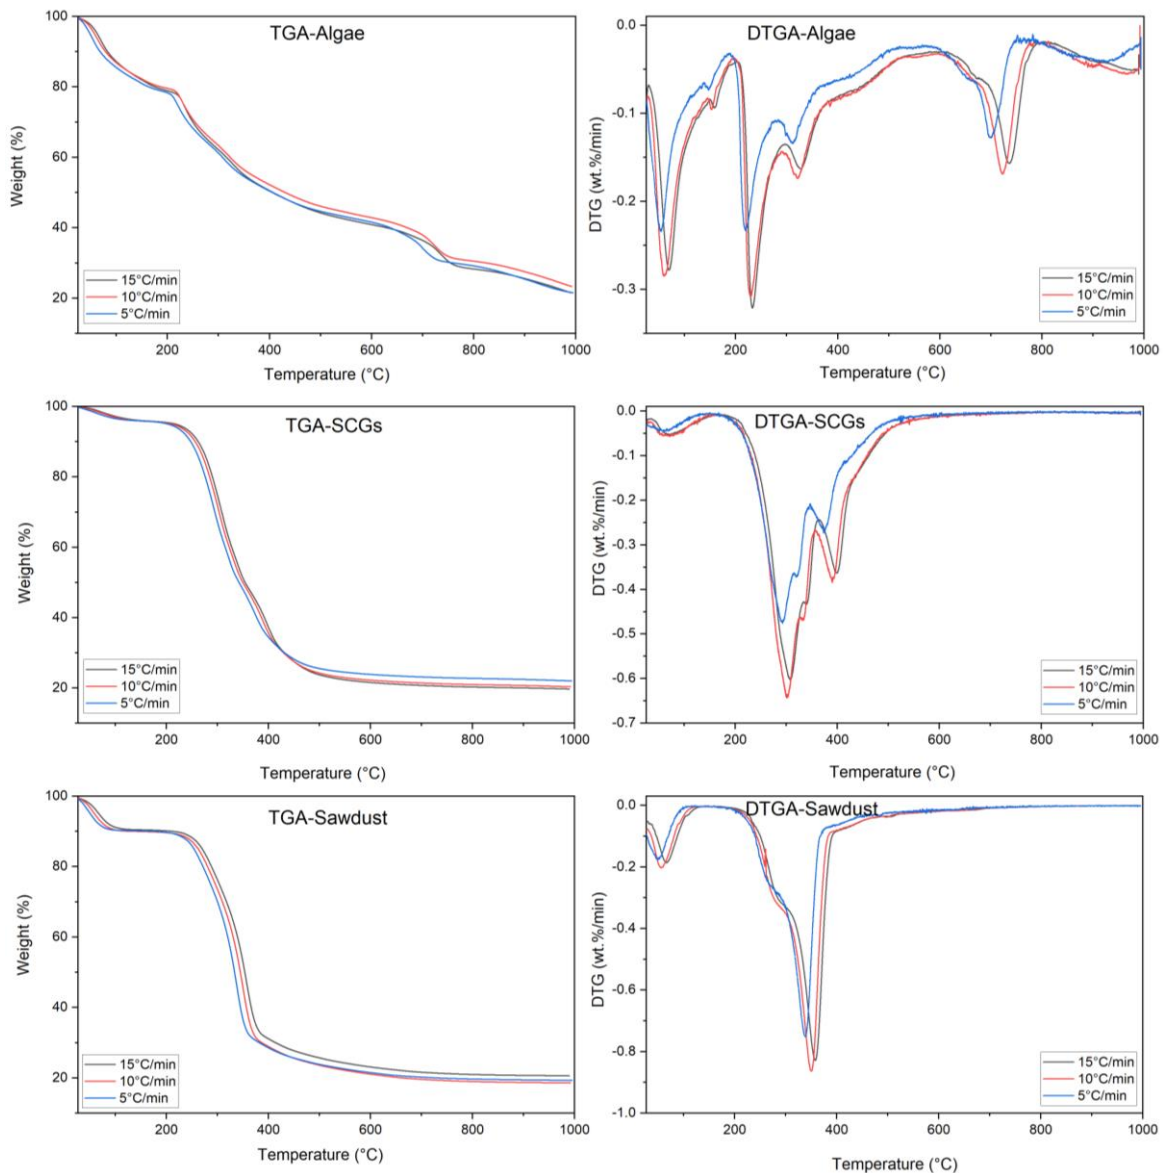 TGA-Algae
100
80
60
40
20
Weight (%)
15°C/min
10°C/min
5°C/min
200
400
600
800
1000
Temperature (°C)
DTGA-Algae
0.0
-0.1
-0.2
-0.3
DTG (wt.%/min)
15°C/min
10°C/min
5°C/min
0
200
400
600
800
1000
Temperature (°C)
TGA-SCGs
100
80
60
40
20
Weight (%)
15°C/min
10°C/min
5°C/min
200
400
600
800
1000
Temperature (°C)
DTGA-SCGs
0.0
-0.1
-0.2
-0.3
-0.4
-0.5
-0.6
-0.7
DTG (wt.%/min)
15°C/min
10°C/min
5°C/min
200
400
600
800
1000
Temperature (°C)
TGA-Sawdust
100
80
60
40
20
Weight (%)
15°C/min
10°C/min
5°C/min
200
400
600
800
1000
Temperature (°C)
DTGA-Sawdust
0.0
-0.2
-0.4
-0.6
-0.8
-1.0
DTG (wt.%/min)
15°C/min
10°C/min
5°C/min
200
400
600
800
1000
Temperature (°C)